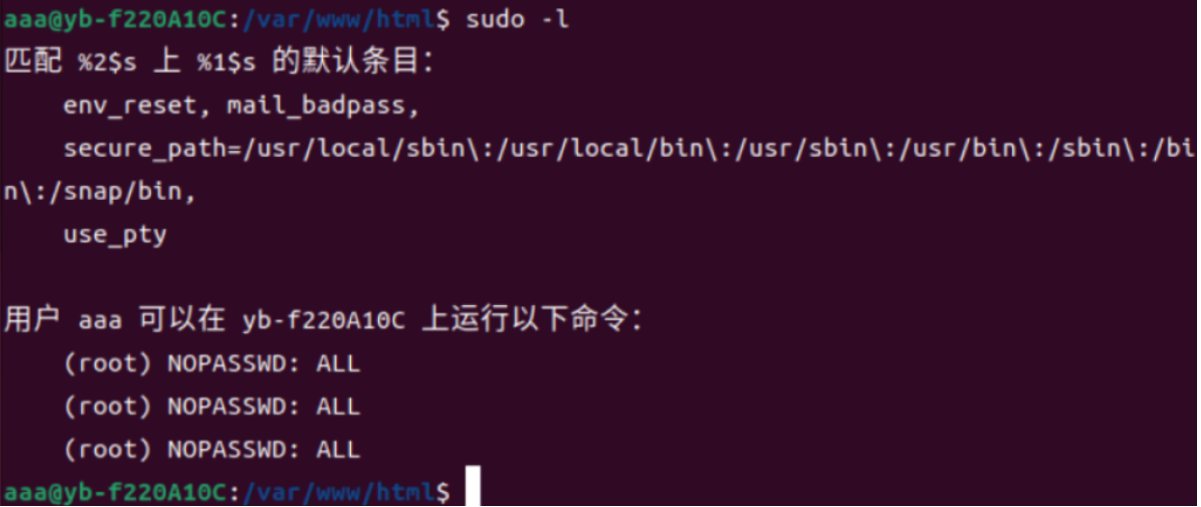 aaa@yb-f220A10C:/var/www/html$ sudo -l
匹配 %2$s 上 %1$s 的默认条目：
    env_reset, mail_badpass,
    secure_path=/usr/local/sbin\:/usr/local/bin\:/usr/sbin\:/usr/bin\:/sbin\:/bi
n\:/snap/bin,
    use_pty

用户 aaa 可以在 yb-f220A10C 上运行以下命令：
    (root) NOPASSWD: ALL
    (root) NOPASSWD: ALL
    (root) NOPASSWD: ALL
aaa@yb-f220A10C:/var/www/html$